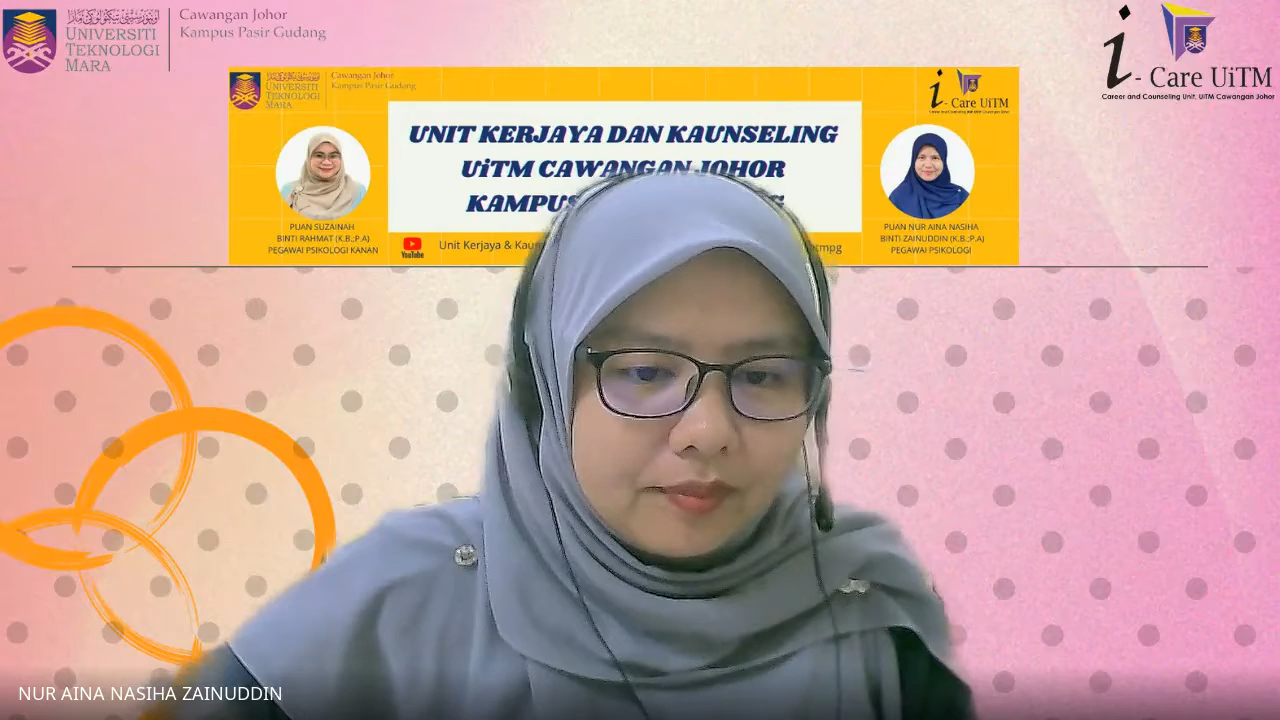 UNIVERSITI
TEKNOLOGI
MARA
Cawangan Johor
Kampus Pasir Gudang
i - Care UiTM
Career and Counseling Unit, UiTM Cawangan Johor
UNIVERSITI
TEKNOLOGI
MARA
Cawangan Johor
Kampus Pasir Gudang
i - Care UiTM
UNIT KERJAYA DAN KAUNSELING
UiTM CAWANGAN JOHOR
PUAN SUZAINAH
BINTI RAHMAT (K.B.;P.A)
PEGAWAI PSIKOLOGI KANAN
YouTube
Unit Kerjaya &
PUAN NUR AINA NASIHA
BINTI ZAINUDDIN (K.B.;P.A)
PEGAWAI PSIKOLOGI
NUR AINA NASIHA ZAINUDDIN